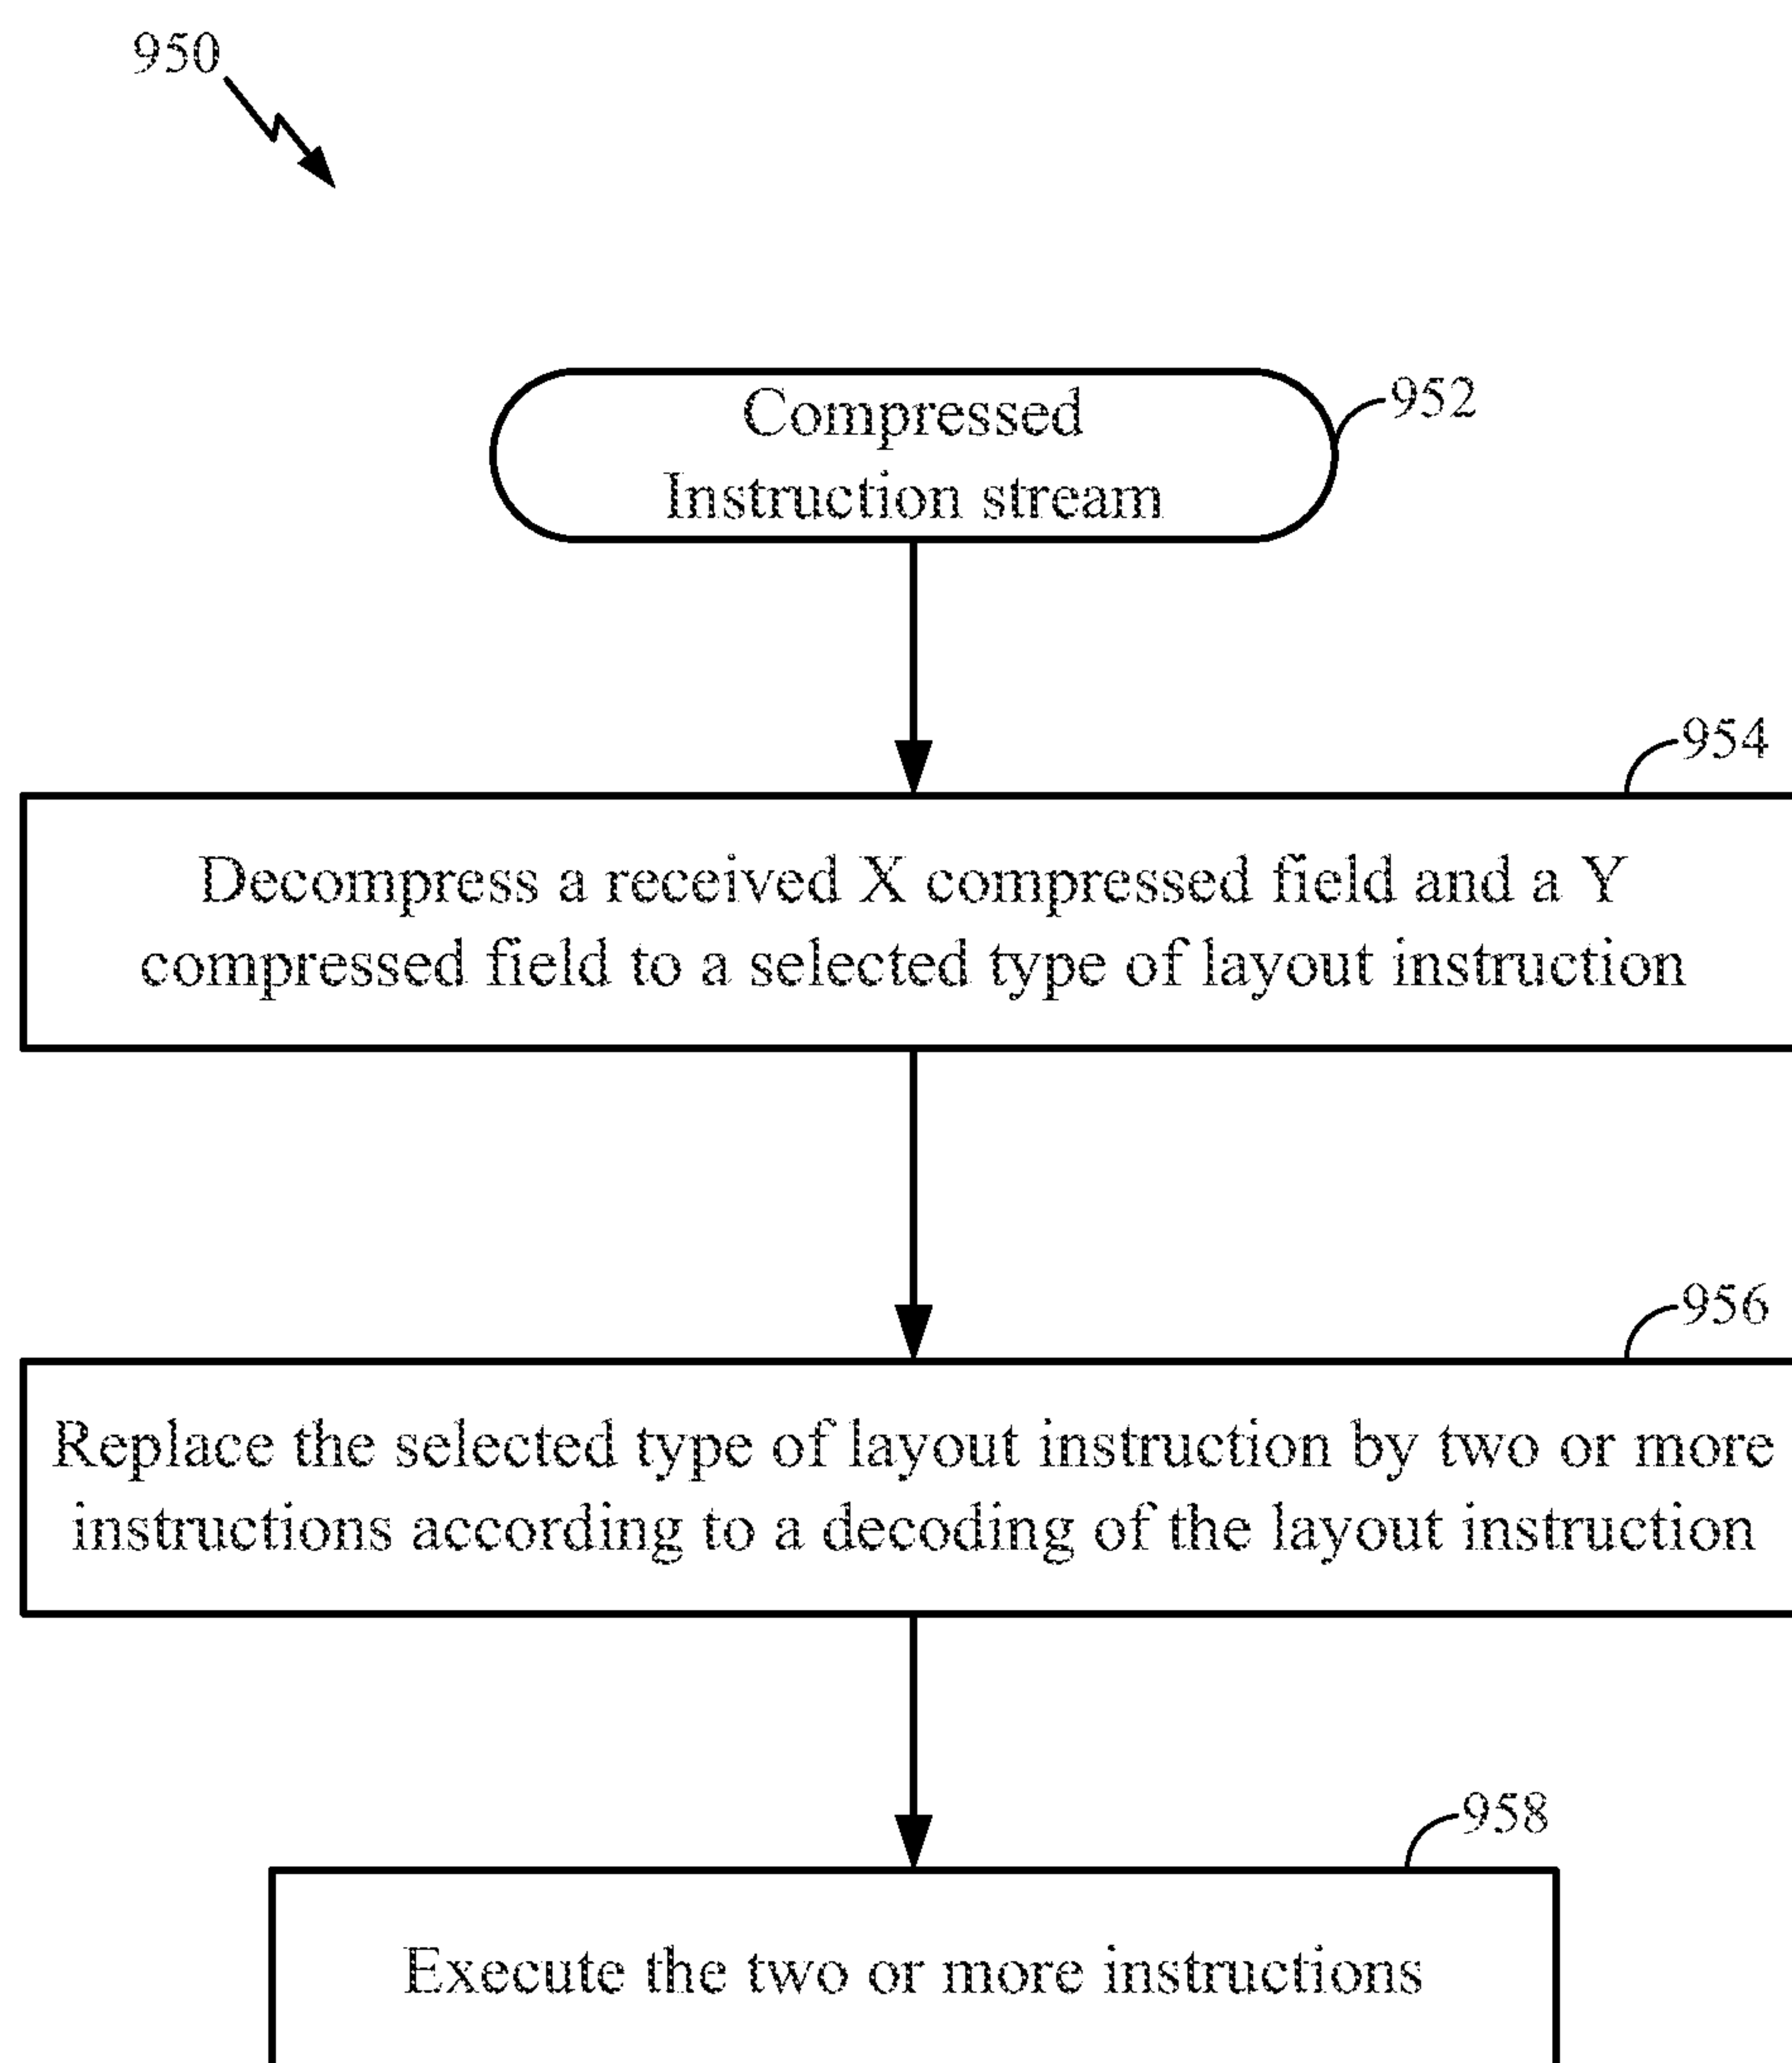 950
Compressed
Instruction stream
952
954
Decompress a received X compressed field and a Y
compressed field to a selected type of layout instruction
956
Replace the selected type of layout instruction by two or more
instructions according to a decoding of the layout instruction
958
Execute the two or more instructions